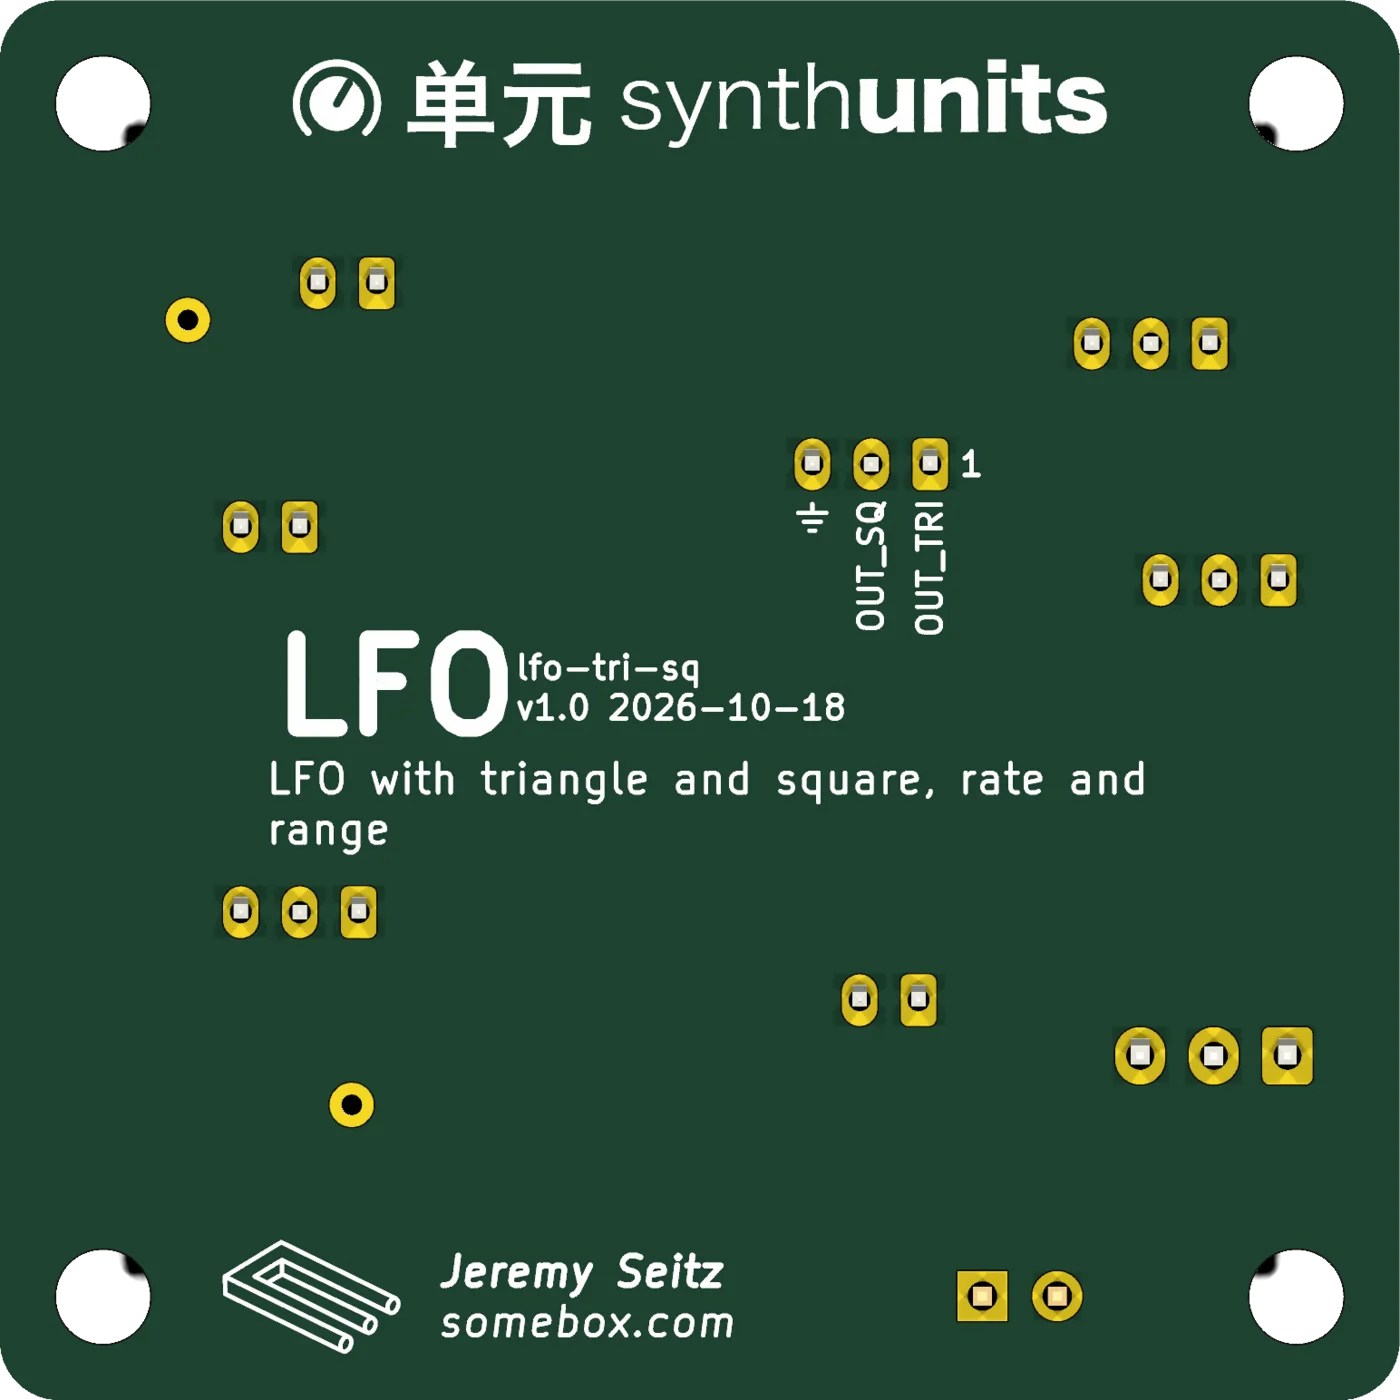 单元 synthunits
1
OUT_SQ
OUT_TRI
LFO
lfo-tri-sq
v1.0 2026-10-18
LFO with triangle and square, rate and
range
Jeremy Seitz
somebox.com